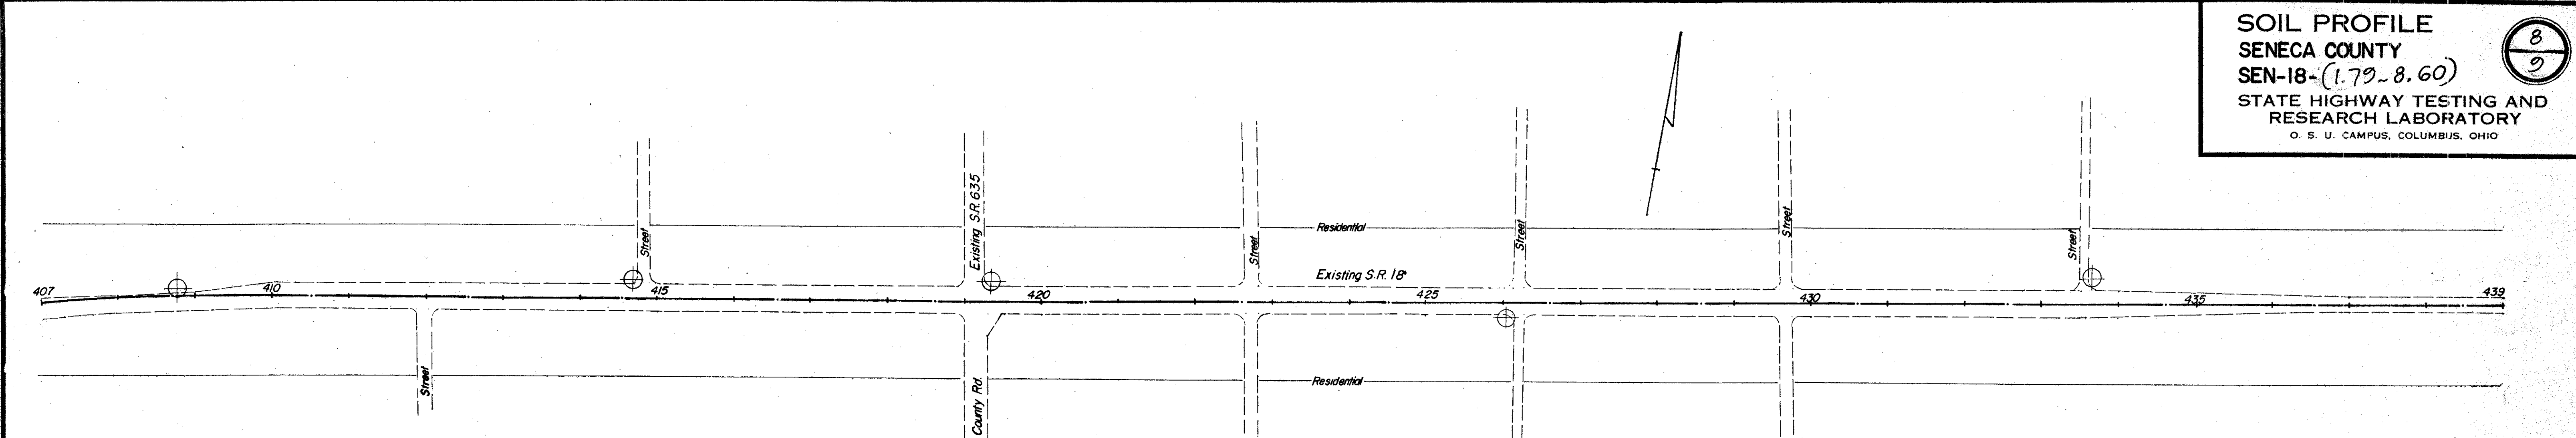 SOIL PROFILE
SENECA COUNTY
SEN-18-(1.79-8.60)
8
9
STATE HIGHWAY TESTING AND
RESEARCH LABORATORY
O. S. U. CAMPUS, COLUMBUS, OHIO
Existing S.R. 635
Street
Street
Street
Street
Street
Residential
Existing S.R. 18
407
410
415
420
425
430
435
439
Street
County Rd.
Residential